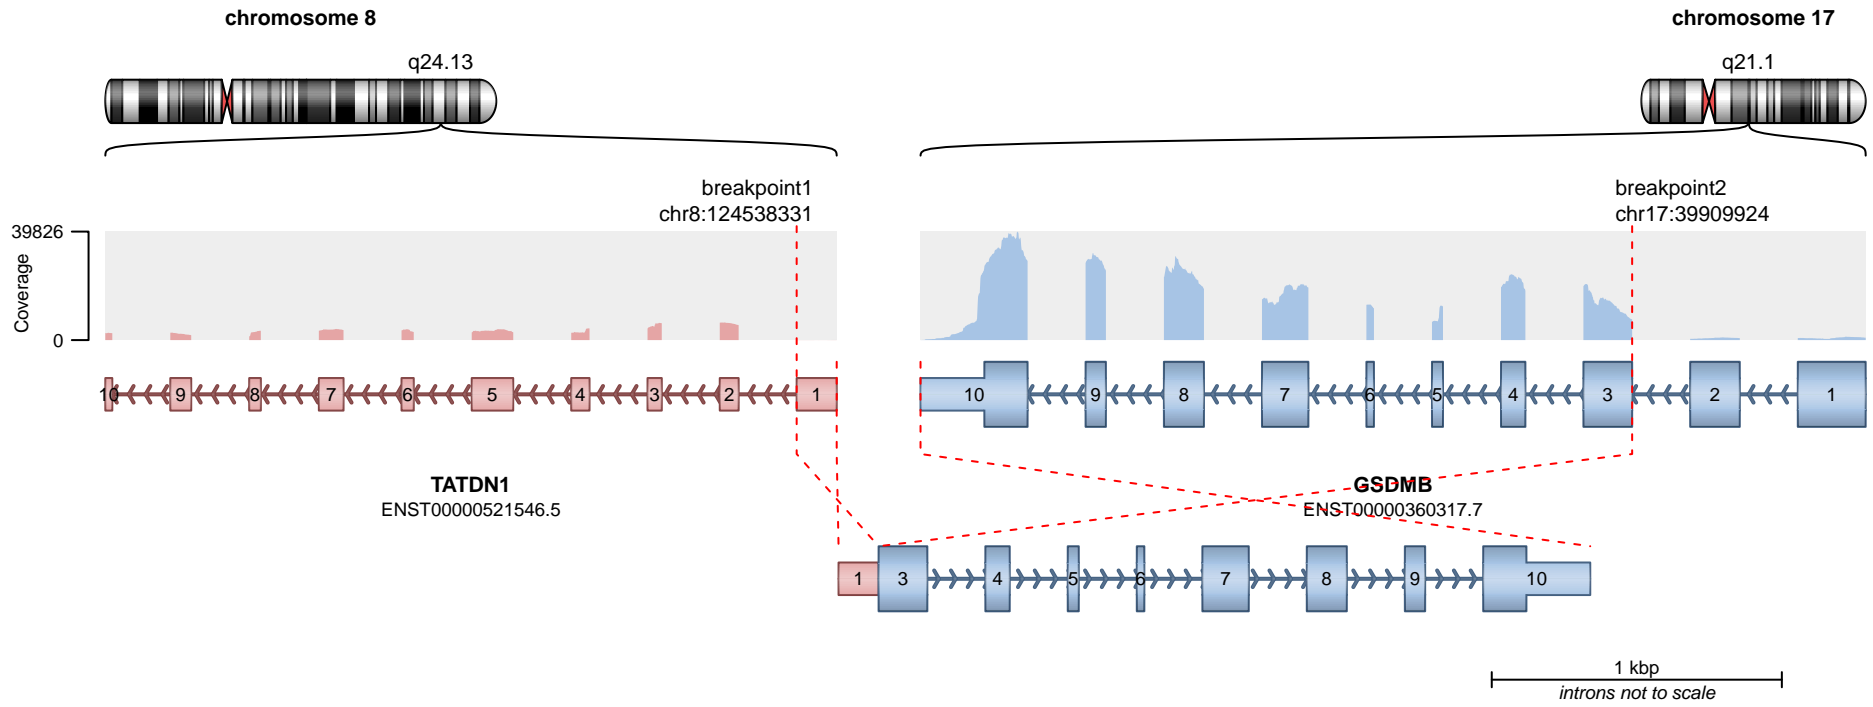 chromosome 8
chromosome 17
q24.13
q21.1
breakpoint1
chr8:124538331
breakpoint2
chr17:39909924
39826
Coverage
0
10 9 8 7 6 5 4 3 2 1
10 9 8 7 6 5 4 3 2 1
TATDN1
ENST00000521546.5
GSDMB
ENST00000360317.7
1 3 4 5 6 7 8 9 10
1 kbp
introns not to scale